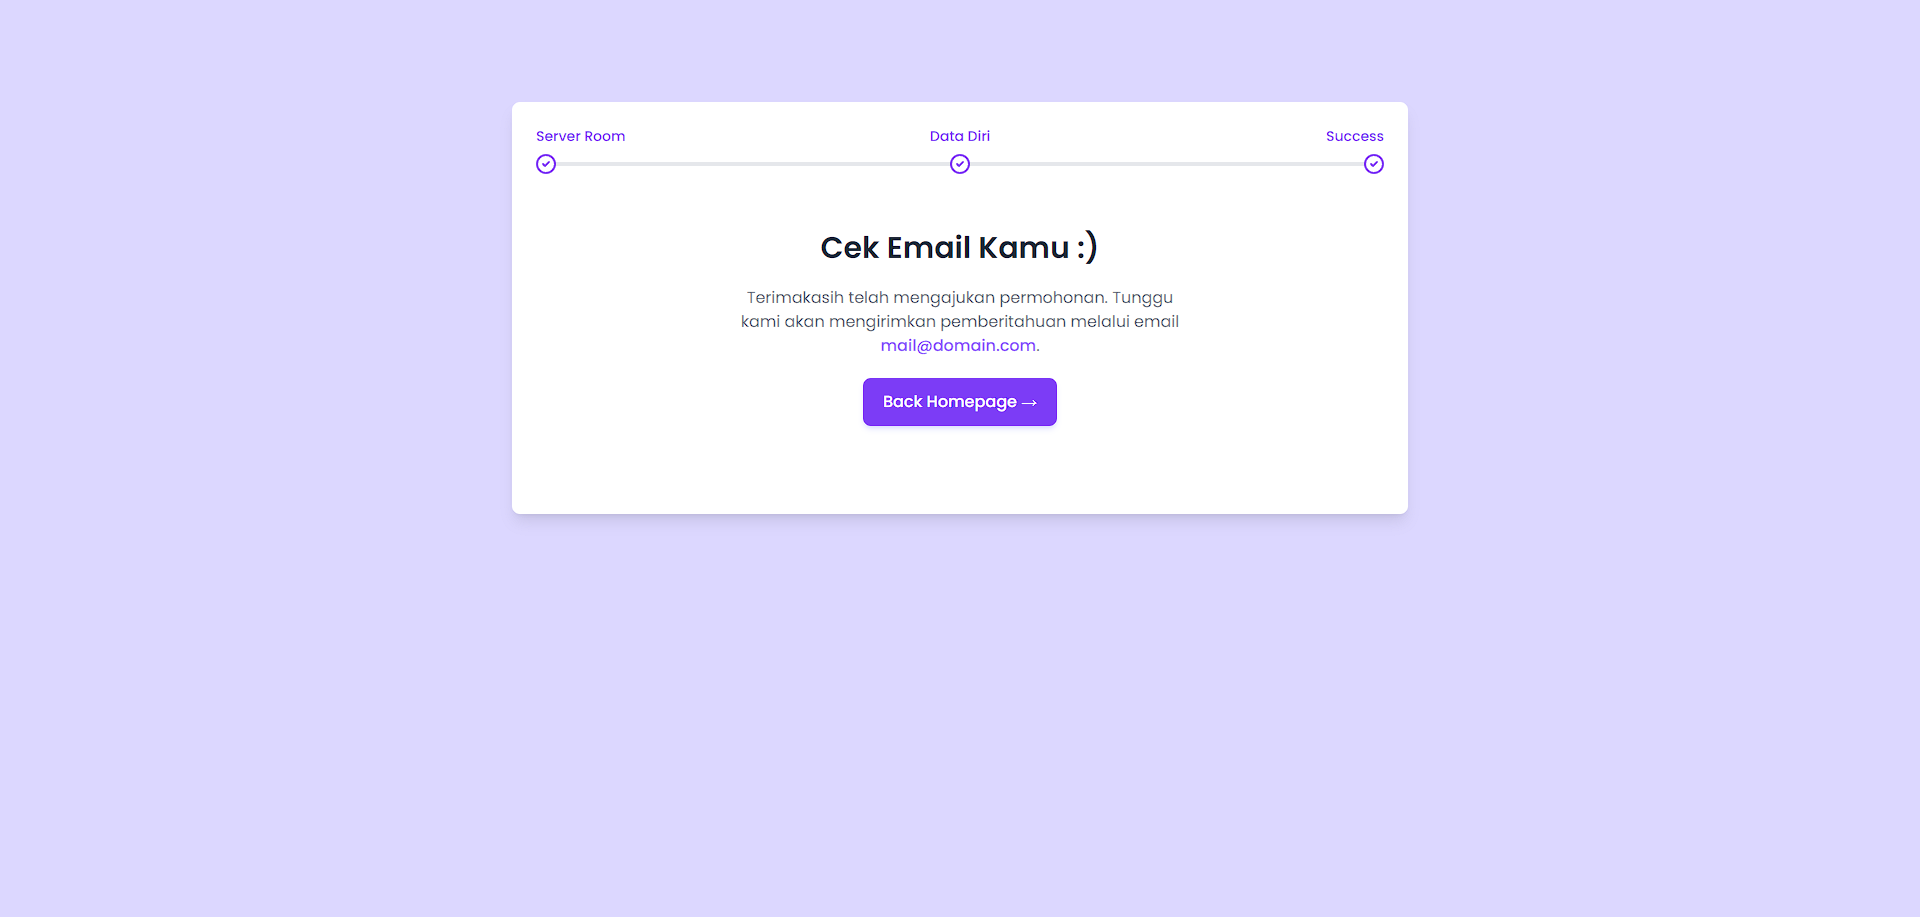 Server Room
Data Diri
Success
Cek Email Kamu :)
Terimakasih telah mengajukan permohonan. Tunggu
kami akan mengirimkan pemberitahuan melalui email
mail@domain.com.
Back Homepage →